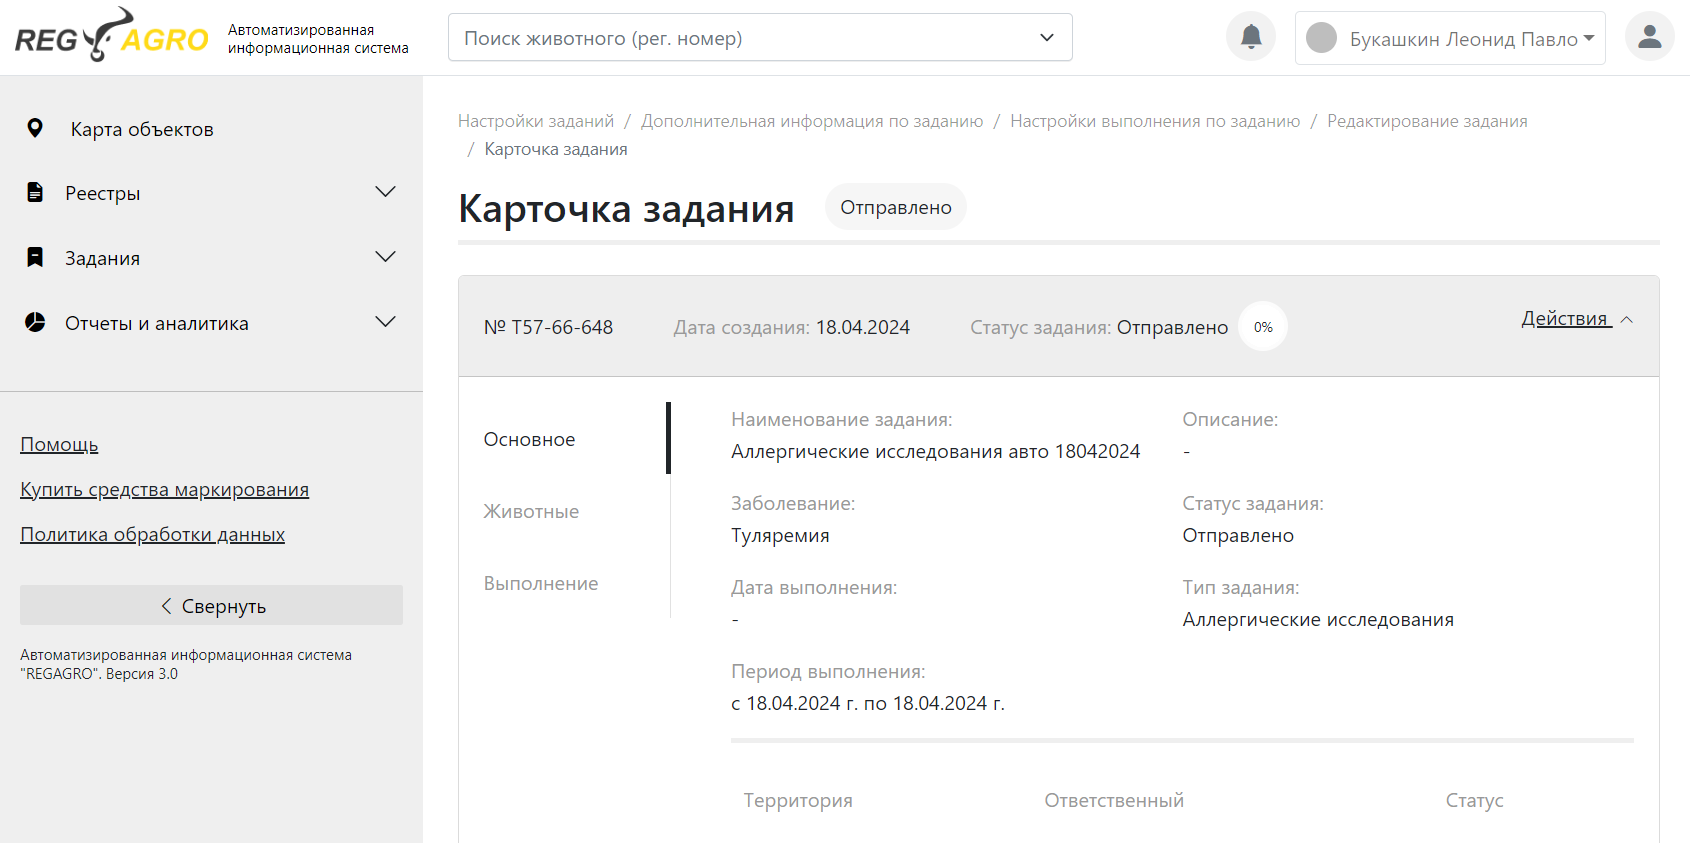 REG AGRO
Автоматизированная
информационная система
Поиск животного (рег. номер)
Букашкин Леонид Павло
Карта объектов
Реестры
Задания
Отчеты и аналитика
Помощь
Купить средства маркирования
Политика обработки данных
Свернуть
Автоматизированная информационная система
"REGAGRO". Версия 3.0
Настройки заданий / Дополнительная информация по заданию / Настройки выполнения по заданию / Редактирование задания
/ Карточка задания
Карточка задания Отправлено
№ T57-66-648 Дата создания: 18.04.2024 Статус задания: Отправлено 0% Действия
Основное
Животные
Выполнение
Наименование задания:
Аллергические исследования авто 18042024
Описание:
-
Заболевание:
Туляремия
Статус задания:
Отправлено
Дата выполнения:
-
Тип задания:
Аллергические исследования
Период выполнения:
с 18.04.2024 г. по 18.04.2024 г.
Территория Ответственный Статус